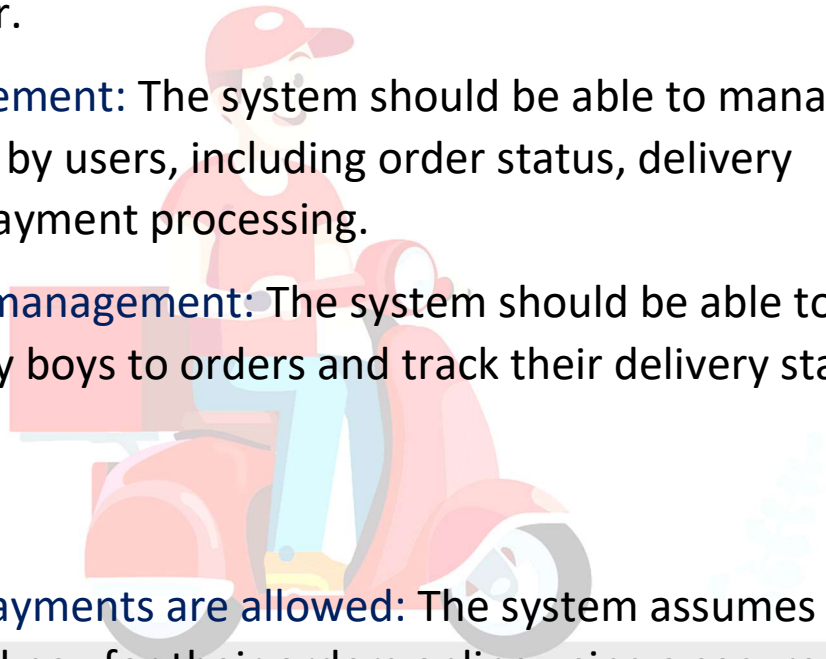 r.
ement: The system should be able to mana
by users, including order status, delivery
ayment processing.
management: The system should be able to
y boys to orders and track their delivery sta
ayments are allowed: The system assumes